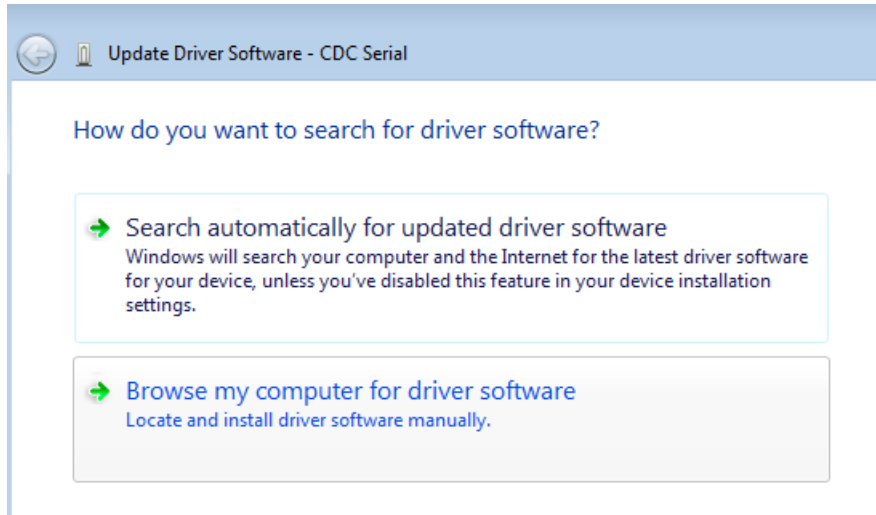 Update Driver Software - CDC Serial
How do you want to search for driver software?
Search automatically for updated driver software
Windows will search your computer and the Internet for the latest driver software
for your device, unless you've disabled this feature in your device installation
settings.
Browse my computer for driver software
Locate and install driver software manually.